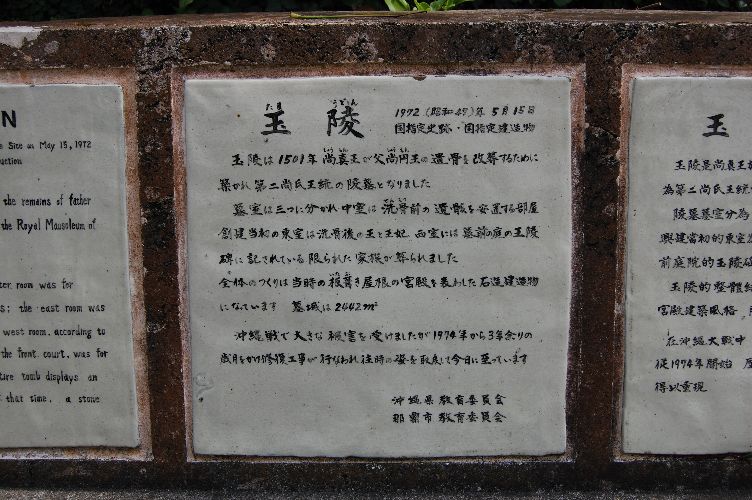 N
e Site on May 15, 1972
uction
the remains of father
the Royal Mausoleum of
er room was for
s; the east room was
west room, according to
the front court, was for
tire tomb displays an
that time, a stone
たま うどぅん
玉 陵
1972(昭和47)年5月15日
国指定史跡・国指定建造物
玉陵は1501年尚真王が父尚円王の遺骨を改葬するために
築かれ第二尚氏王統の陵墓となりました
墓室は三つに分かれ中室は洗骨前の遺骸を安置する部屋
創建当初の東室は洗骨後の王と王妃 西室には墓前の庭の玉陵
碑に記されている限られた家族が葬られました
全体のつくりは当時の板葺き屋根の宮殿を表わした石造建造物
になっています 墓域は2442m²
沖縄戦で大きな被害を受けましたが1974年から3年余りの
歳月をかけ修復工事が行なわれ往時の姿を取戻して今日に至っています
沖縄県教育委員会
那覇市教育委員会
玉
玉陵是尚真王
為第二尚氏王統
陵墓墓室分為
興建當初的東室
前庭院的玉陵碑
玉陵的整體結
宮殿建築風格
在沖繩大戰中
從1974年開始
得以重現